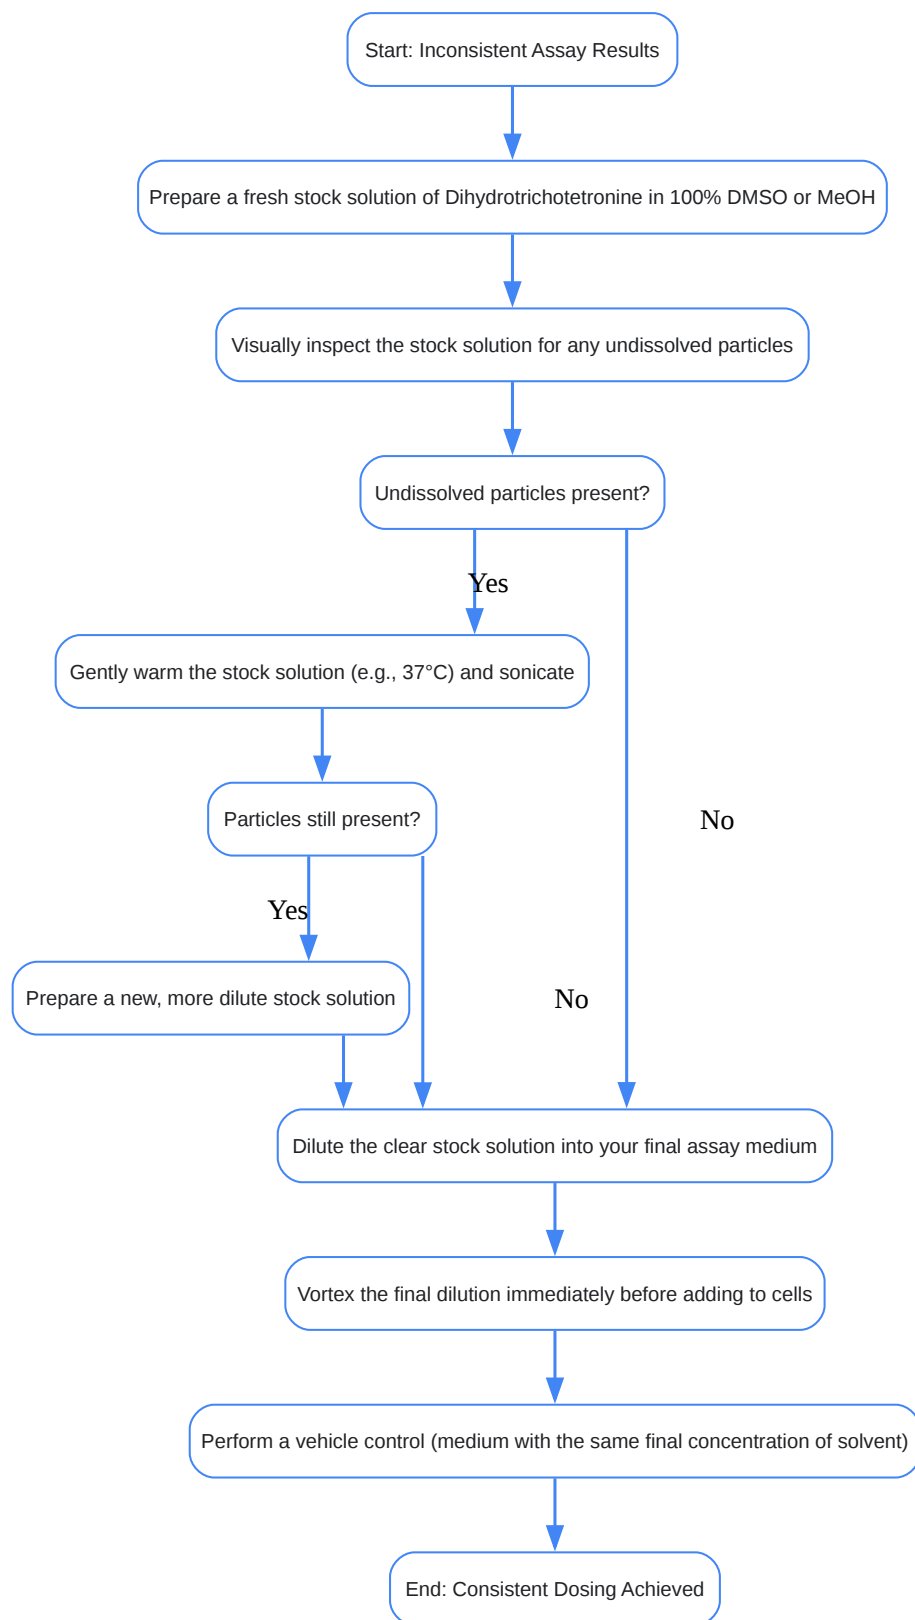 Start: Inconsistent Assay Results
Prepare a fresh stock solution of Dihydrotrichotetronine in 100% DMSO or MeOH
Visually inspect the stock solution for any undissolved particles
Undissolved particles present?
Yes
Gently warm the stock solution (e.g., 37°C) and sonicate
Particles still present?
No
Yes
Prepare a new, more dilute stock solution
No
Dilute the clear stock solution into your final assay medium
Vortex the final dilution immediately before adding to cells
Perform a vehicle control (medium with the same final concentration of solvent)
End: Consistent Dosing Achieved